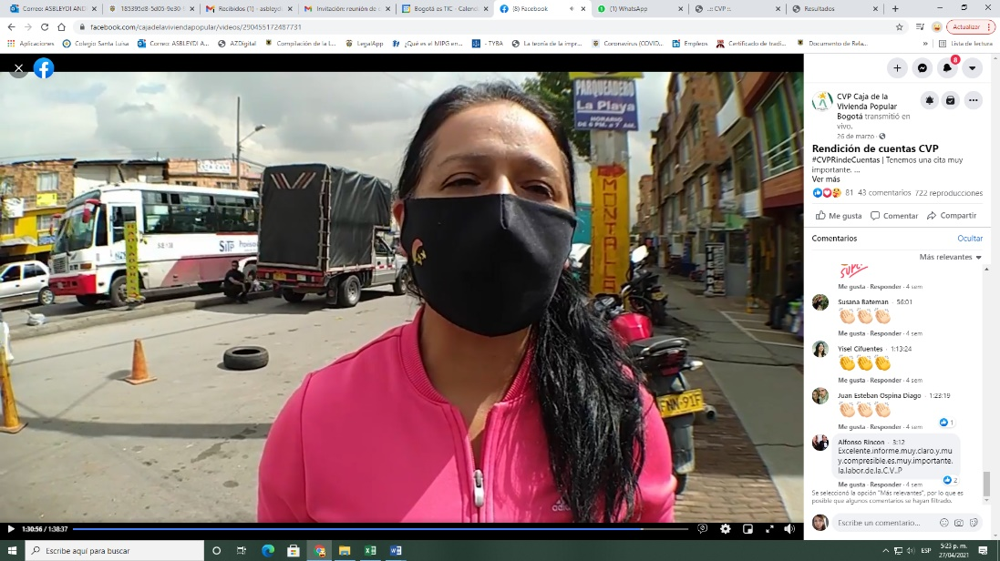 Correo: ASBLEYDI AND
185395d8-5d05-9e30-
Recibidos (1) - asbleydi
Invitación: reunión de
Bogotá es TIC - Calend
(8) Facebook
(1) WhatsApp
..:: CVP ::.
Resultados
facebook.com/cajadelaviviendapopular/videos/290455172487731
Actualizar
Aplicaciones
Colegio Santa Luisa
Correo: ASBLEYDI A...
AZDigital
Compilación de la L...
LegalApp
¿Qué es el MIPG en...
- TYBA
La teoría de la impr...
Coronavirus (COVID...
Empleos
Certificado de tradi...
Documento de Rela...
Lista de lectura
PARQUEADERO
La Playa
HORARIO
DE 6 PM. a 7 AM.
MONTALLAS
SiTP Provisional
8
CVP Caja de la
Vivienda Popular
Bogotá transmitió en
vivo.
26 de marzo ·
Rendición de cuentas CVP
#CVPRindeCuentas | Tenemos una cita muy
importante. ...
Ver más
81 43 comentarios 722 reproducciones
Me gusta
Comentar
Compartir
Comentarios
Ocultar
Más relevantes
Me gusta · Responder · 4 sem
Susana Bateman · 56:01
👏🏻👏🏻👏🏻
Me gusta · Responder · 4 sem
Yisel Cifuentes · 1:13:24
👏👏👏
Me gusta · Responder · 4 sem
Juan Esteban Ospina Diago · 1:23:19
👏🏻👏🏻👏🏻
Me gusta · Responder · 4 sem
1
Alfonso Rincon · 3:12
Excelente.informe.muy.claro.y.mu
y.compresible.es.muy.importante.
la.labor.de.la.C.V..P
2
Me gusta · Responder · 4 sem
Se seleccionó la opción "Más relevantes", por lo que es
posible que algunos comentarios se hayan filtrado.
adidas
1:30:56 / 1:38:37
Escribe un comentario...
Escribe aquí para buscar
ESP
5:23 p. m.
27/04/2021